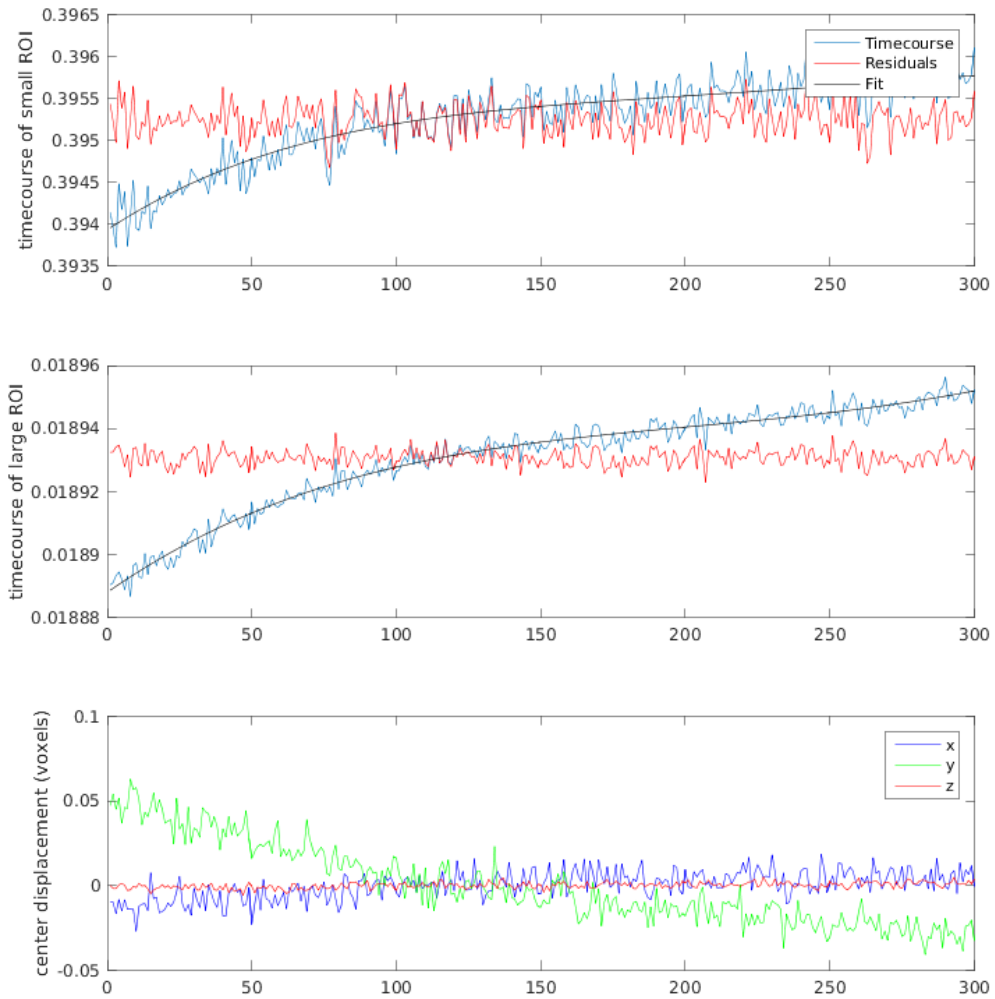 0.3965
0.396
0.3955
0.395
0.3945
0.394
0.3935
timecourse of small ROI
Timecourse
Residuals
Fit
0 50 100 150 200 250 300
0.01896
0.01894
0.01892
0.0189
0.01888
timecourse of large ROI
0 50 100 150 200 250 300
0.1
0.05
0
-0.05
center displacement (voxels)
x
y
z
0 50 100 150 200 250 300